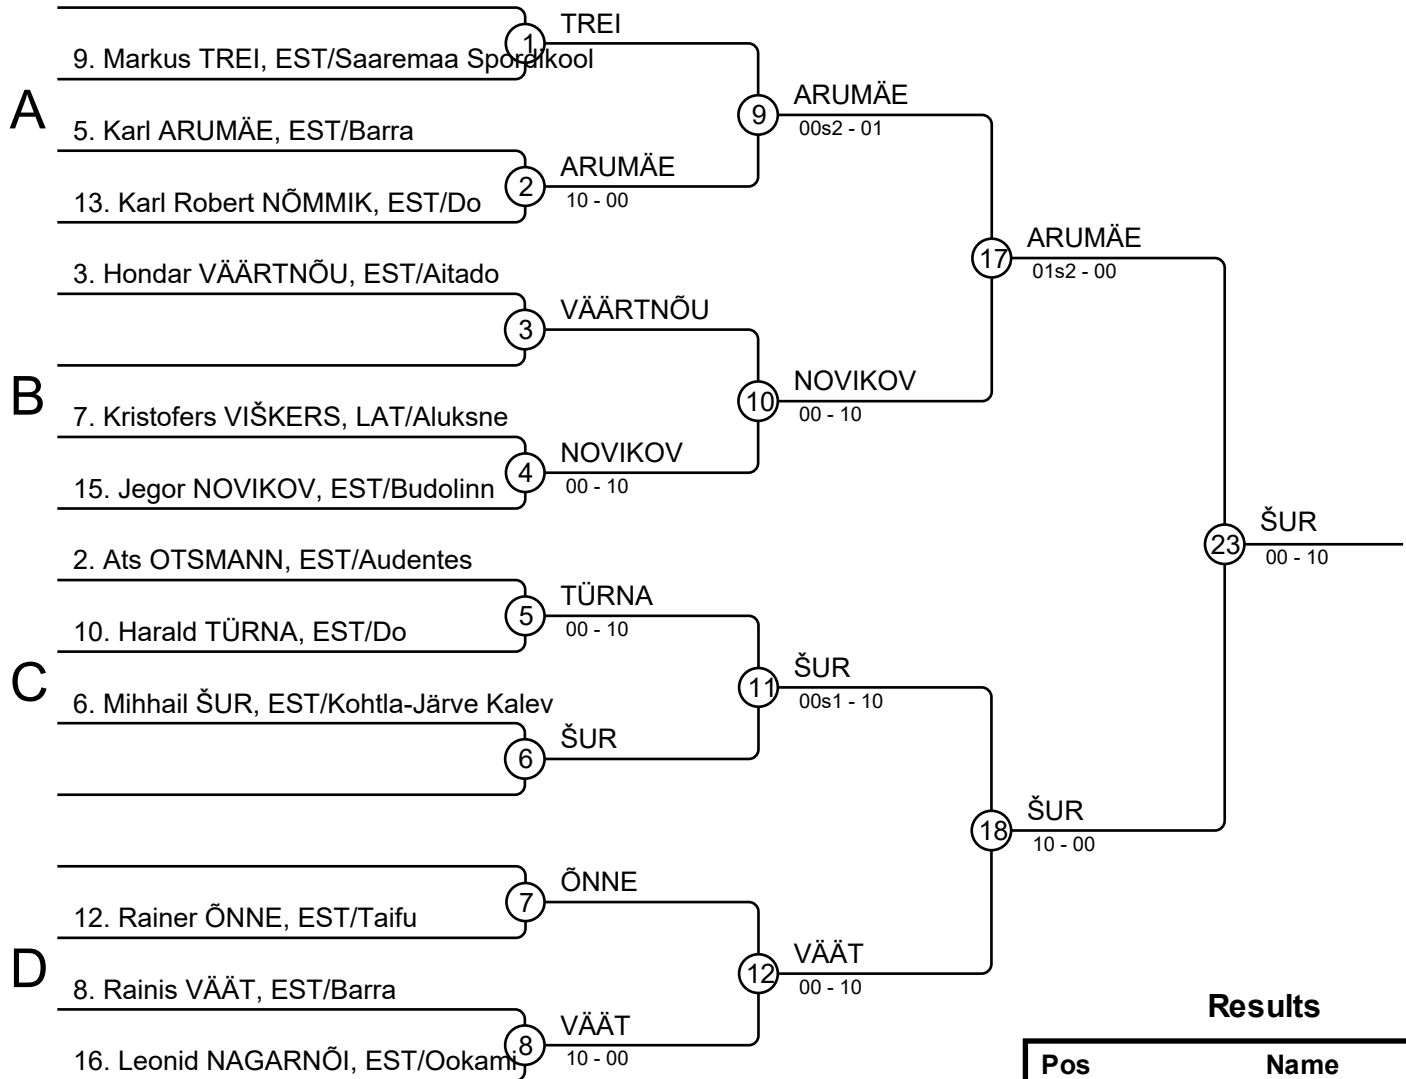 TREI
1
9. Markus TREI, EST/Saaremaa Spordikool
A
ARUMÄE
9
00s2 - 01
5. Karl ARUMÄE, EST/Barra
ARUMÄE
2
10 - 00
13. Karl Robert NÕMMIK, EST/Do
ARUMÄE
17
01s2 - 00
3. Hondar VÄÄRTNÕU, EST/Aitado
VÄÄRTNÕU
3
B
NOVIKOV
10
00 - 10
7. Kristofers VIŠKERS, LAT/Aluksne
NOVIKOV
4
00 - 10
15. Jegor NOVIKOV, EST/Budolinn
ŠUR
23
00 - 10
2. Ats OTSMANN, EST/Audentes
TÜRNA
5
00 - 10
10. Harald TÜRNA, EST/Do
C
ŠUR
11
00s1 - 10
6. Mihhail ŠUR, EST/Kohtla-Järve Kalev
ŠUR
6
ŠUR
18
10 - 00
ÕNNE
7
12. Rainer ÕNNE, EST/Taifu
D
VÄÄT
12
00 - 10
8. Rainis VÄÄT, EST/Barra
VÄÄT
8
10 - 00
16. Leonid NAGARNÕI, EST/Ookami
Results
Pos Name